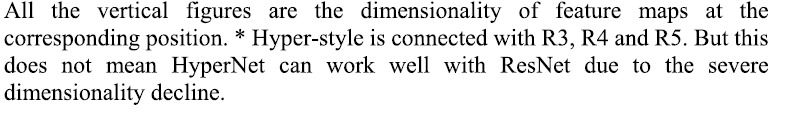 All the vertical figures are the dimensionality of feature maps at the
corresponding position. * Hyper-style is connected with R3, R4 and R5. But this
does not mean HyperNet can work well with ResNet due to the severe
dimensionality decline.